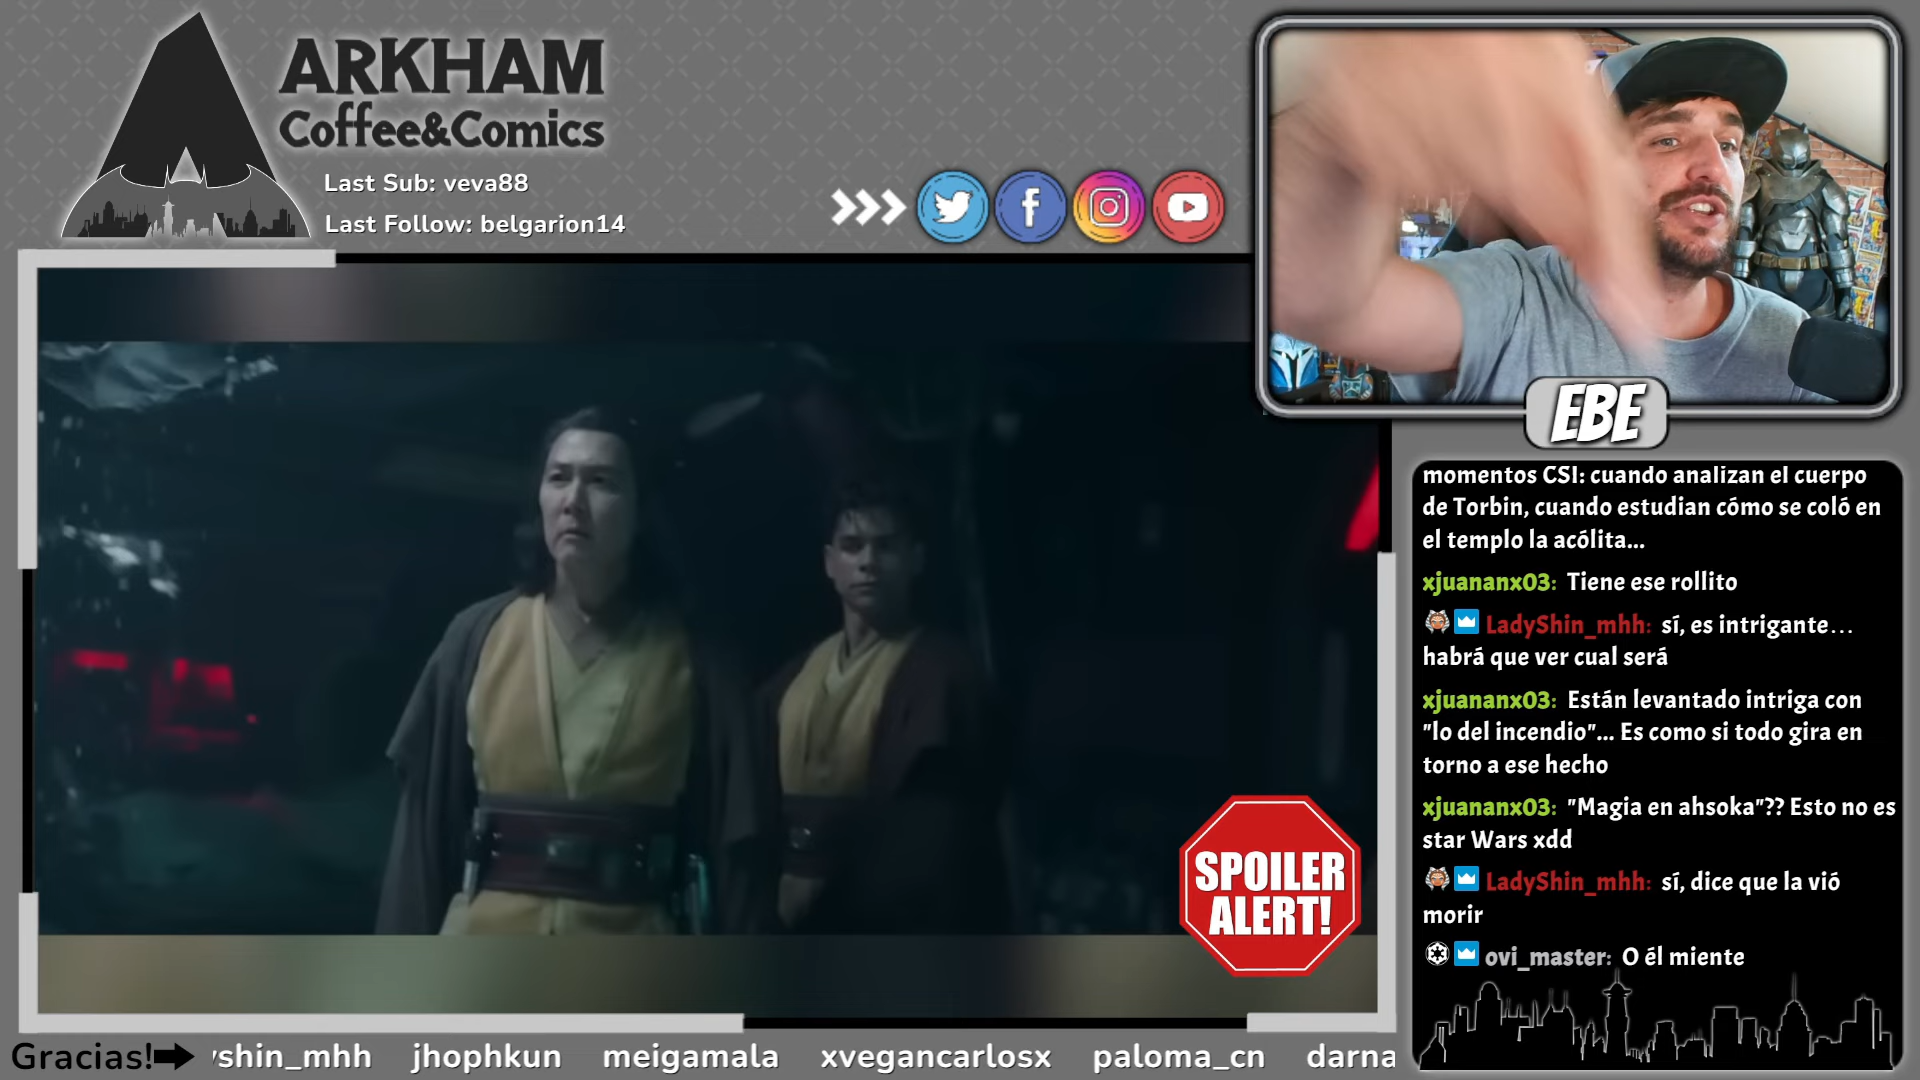 ARKHAM
Coffee&Comics
Last Sub: veva88
Last Follow: belgarion14
EBE
momentos CSI: cuando analizan el cuerpo
de Torbin, cuando estudian cómo se coló en
el templo la acólita...
xjuananx03: Tiene ese rollito
LadyShin_mhh: sí, es intrigante...
habrá que ver cual será
xjuananx03: Están levantado intriga con
"lo del incendio"... Es como si todo gira en
torno a ese hecho
xjuananx03: "Magia en ahsoka"?? Esto no es
star Wars xdd
LadyShin_mhh: sí, dice que la vió
morir
ovi_master: O él miente
SPOILER
ALERT!
Gracias! yshin_mhh jhophkun meigamala xvegancarlosx paloma_cn darna